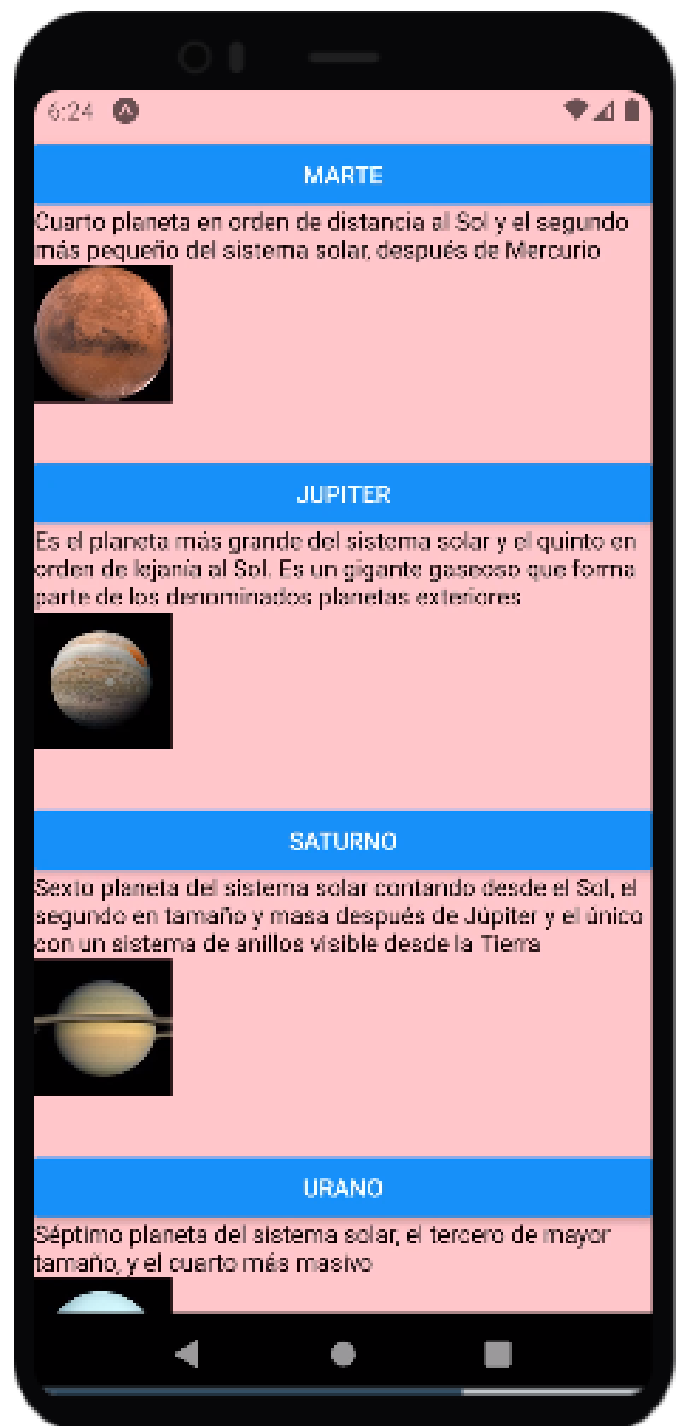 6:24
MARTE
Cuarto planeta en orden de distancia al Sol y el segundo
más pequeño del sistema solar, después de Mercurio
JUPITER
Es el planeta más grande del sistema solar y el quinto en
orden de lejanía al Sol. Es un gigante gaseoso que forma
parte de los denominados planetas exteriores
SATURNO
Sexto planeta del sistema solar contando desde el Sol, el
segundo en tamaño y masa después de Júpiter y el único
con un sistema de anillos visible desde la Tierra
URANO
Séptimo planeta del sistema solar, el tercero de mayor
tamaño, y el cuarto más masivo